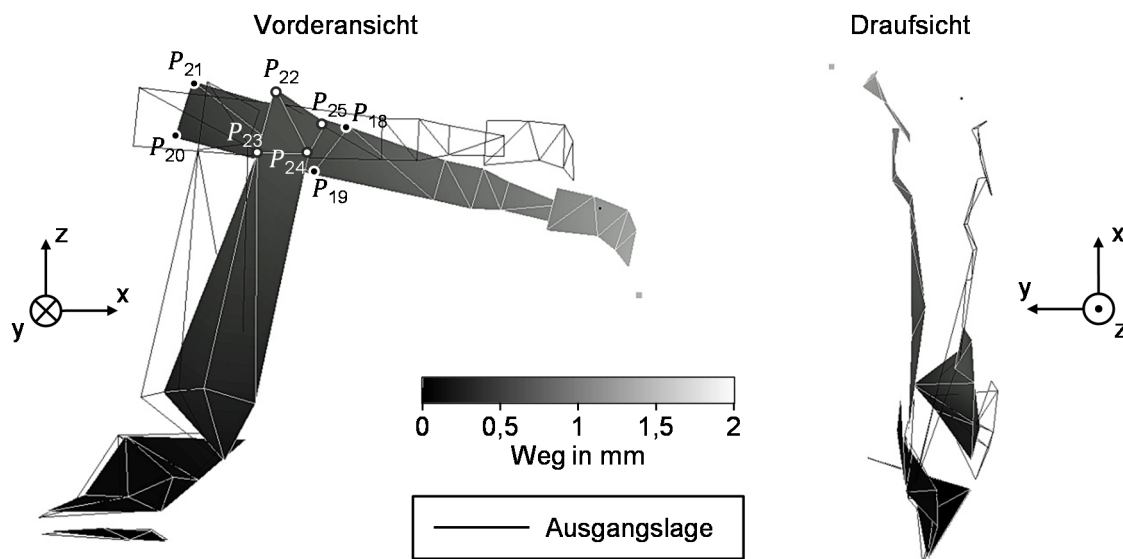 Vorderansicht
Draufsicht
P21
P22
P25
P18
P20
P23
P24
P19
z
x
y
x
y
z
0 0,5 1 1,5 2
Weg in mm
Ausgangslage